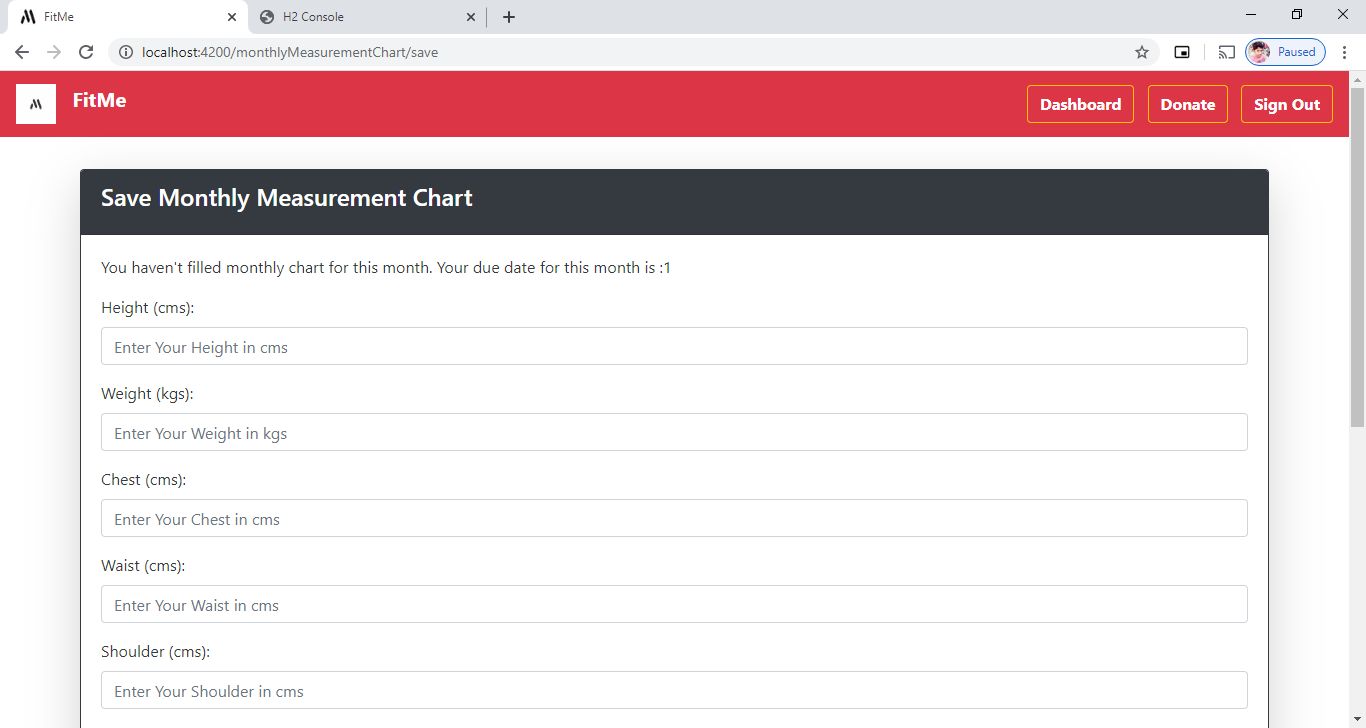 FitMe
H2 Console
localhost:4200/monthlyMeasurementChart/save
Paused
FitMe
Dashboard
Donate
Sign Out
Save Monthly Measurement Chart
You haven't filled monthly chart for this month. Your due date for this month is :1
Height (cms):
Enter Your Height in cms
Weight (kgs):
Enter Your Weight in kgs
Chest (cms):
Enter Your Chest in cms
Waist (cms):
Enter Your Waist in cms
Shoulder (cms):
Enter Your Shoulder in cms